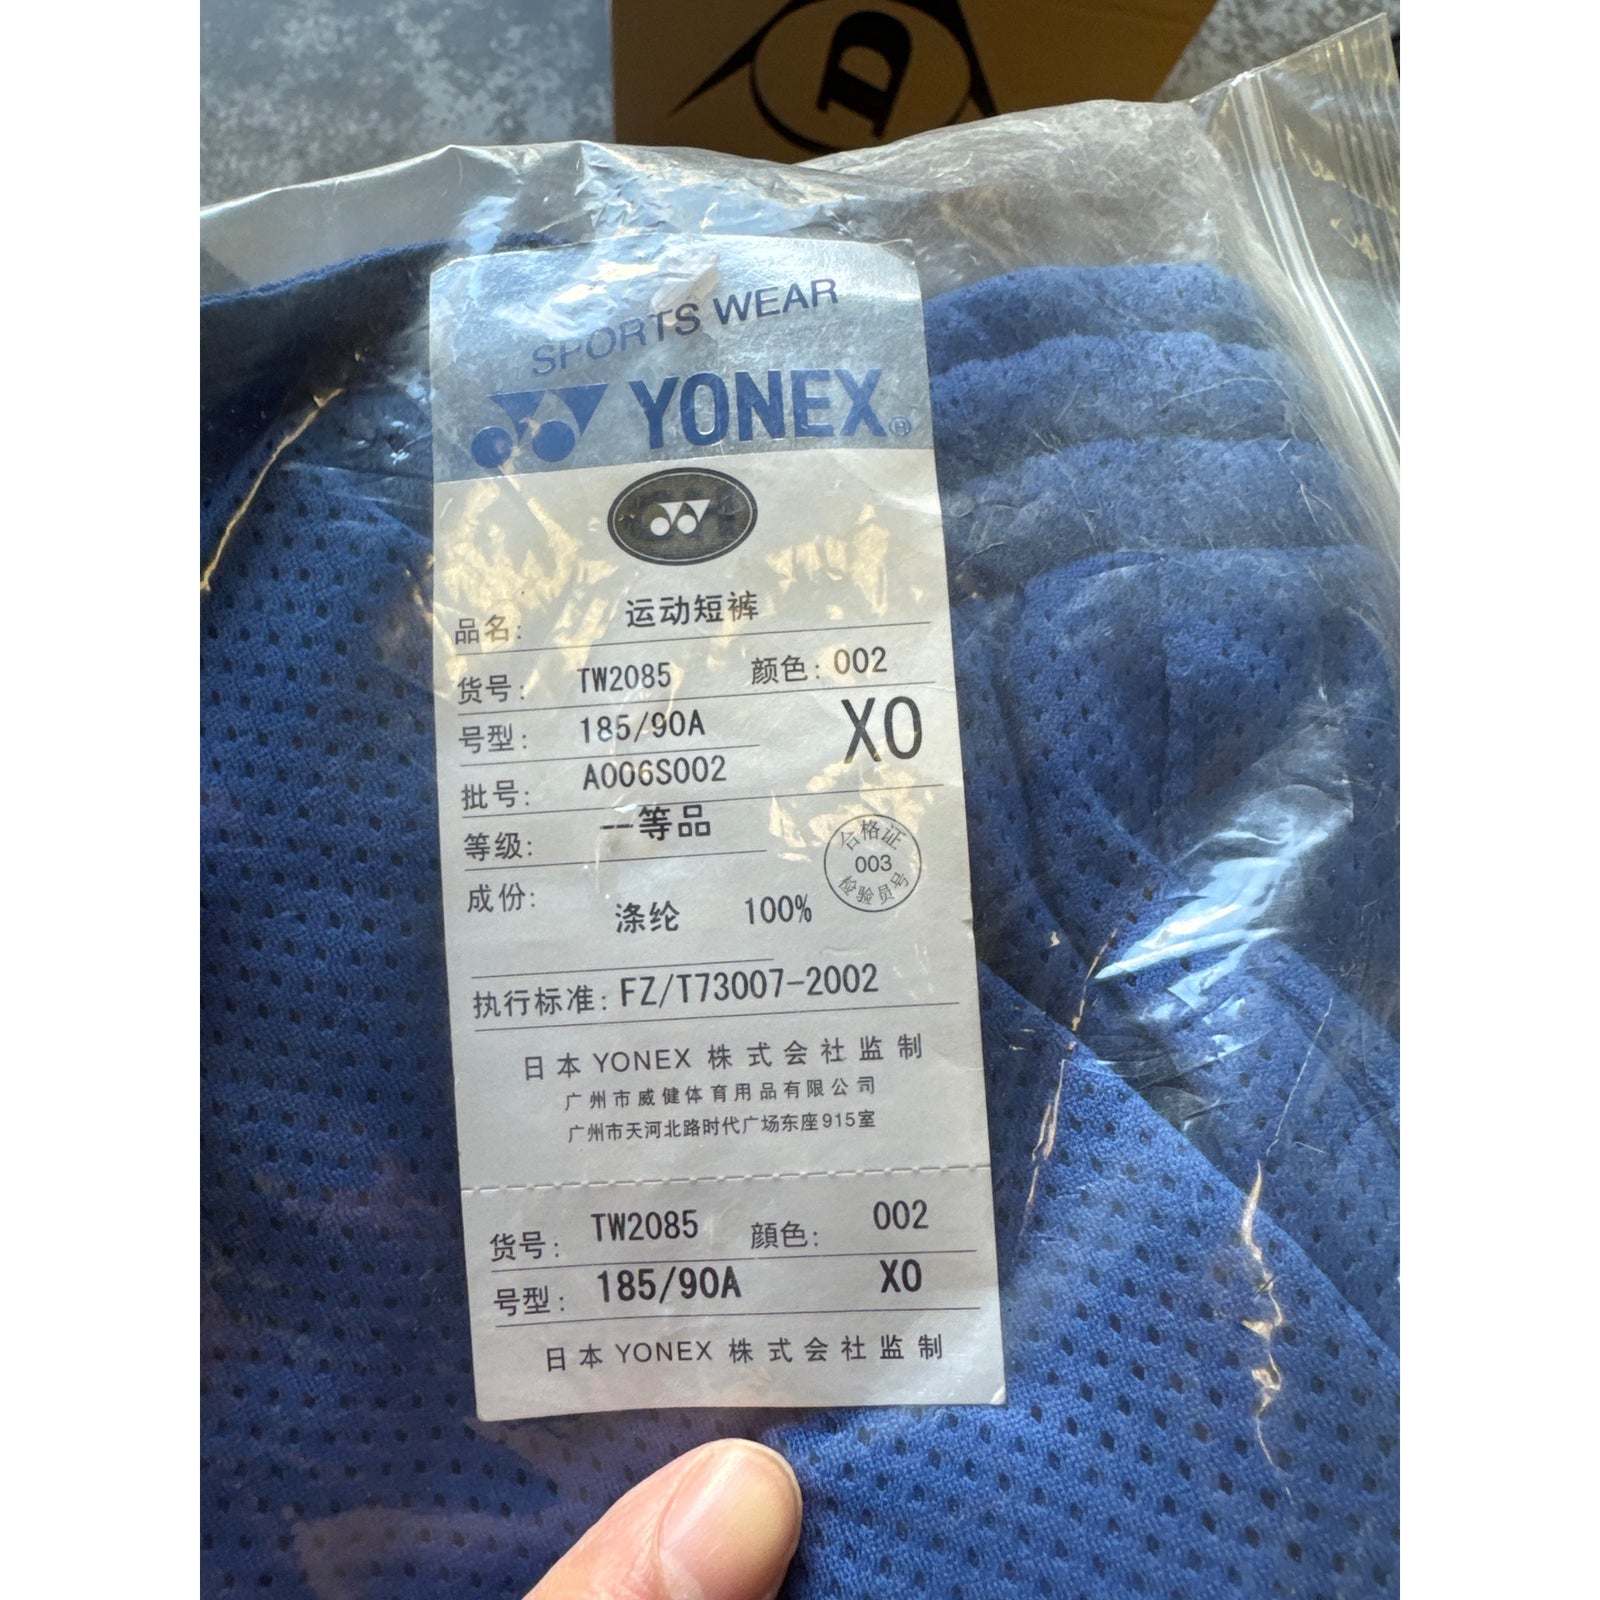 D
SPORTS WEAR
YONEX®
品名: 运动短裤
货号: TW2085 颜色: 002
号型: 185/90A XO
批号: A006S002
等级: 一等品
合格证
003
检验员号
成份: 涤纶 100%
执行标准: FZ/T73007-2002
日本 YONEX 株式会社监制
广州市威健体育用品有限公司
广州市天河北路时代广场东座915室
货号: TW2085 顔色: 002
号型: 185/90A XO
日本 YONEX 株式会社监制